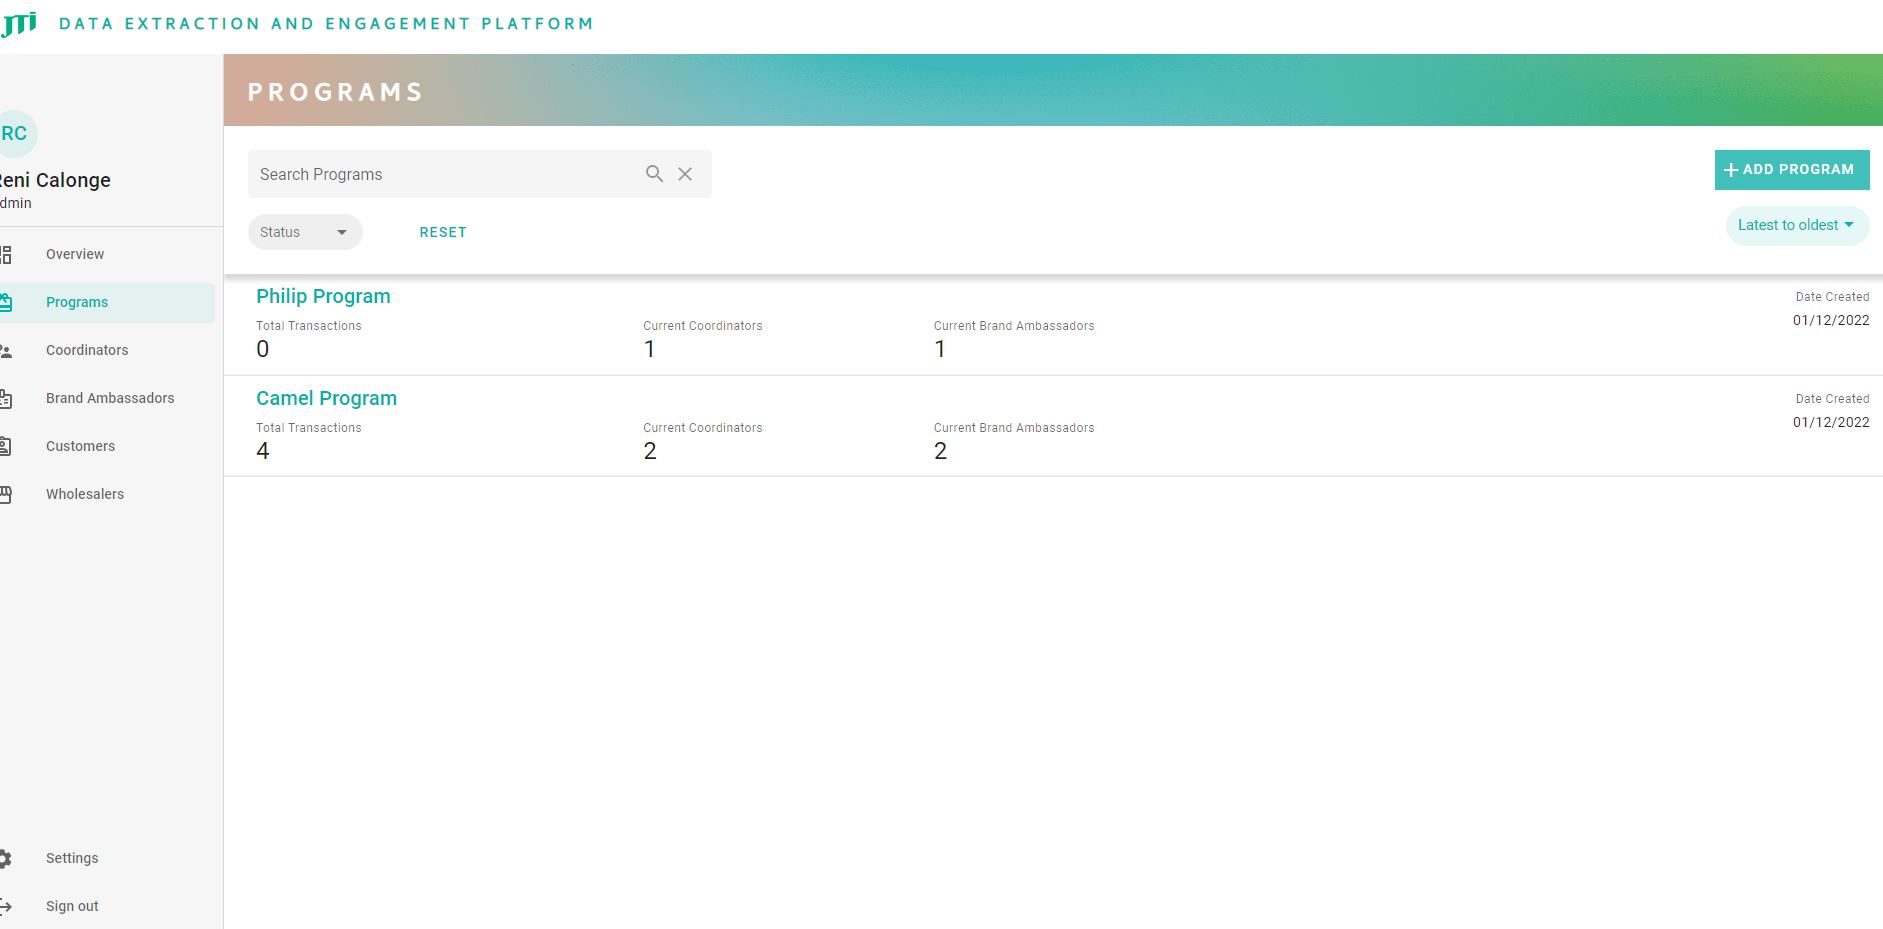 JTi DATA EXTRACTION AND ENGAGEMENT PLATFORM
PROGRAMS
RC
Reni Calonge
dmin
Overview
Programs
Coordinators
Brand Ambassadors
Customers
Wholesalers
Settings
Sign out
Search Programs
ADD PROGRAM
Status
RESET
Latest to oldest
Philip Program
Date Created
01/12/2022
Total Transactions
0
Current Coordinators
1
Current Brand Ambassadors
1
Camel Program
Date Created
01/12/2022
Total Transactions
4
Current Coordinators
2
Current Brand Ambassadors
2